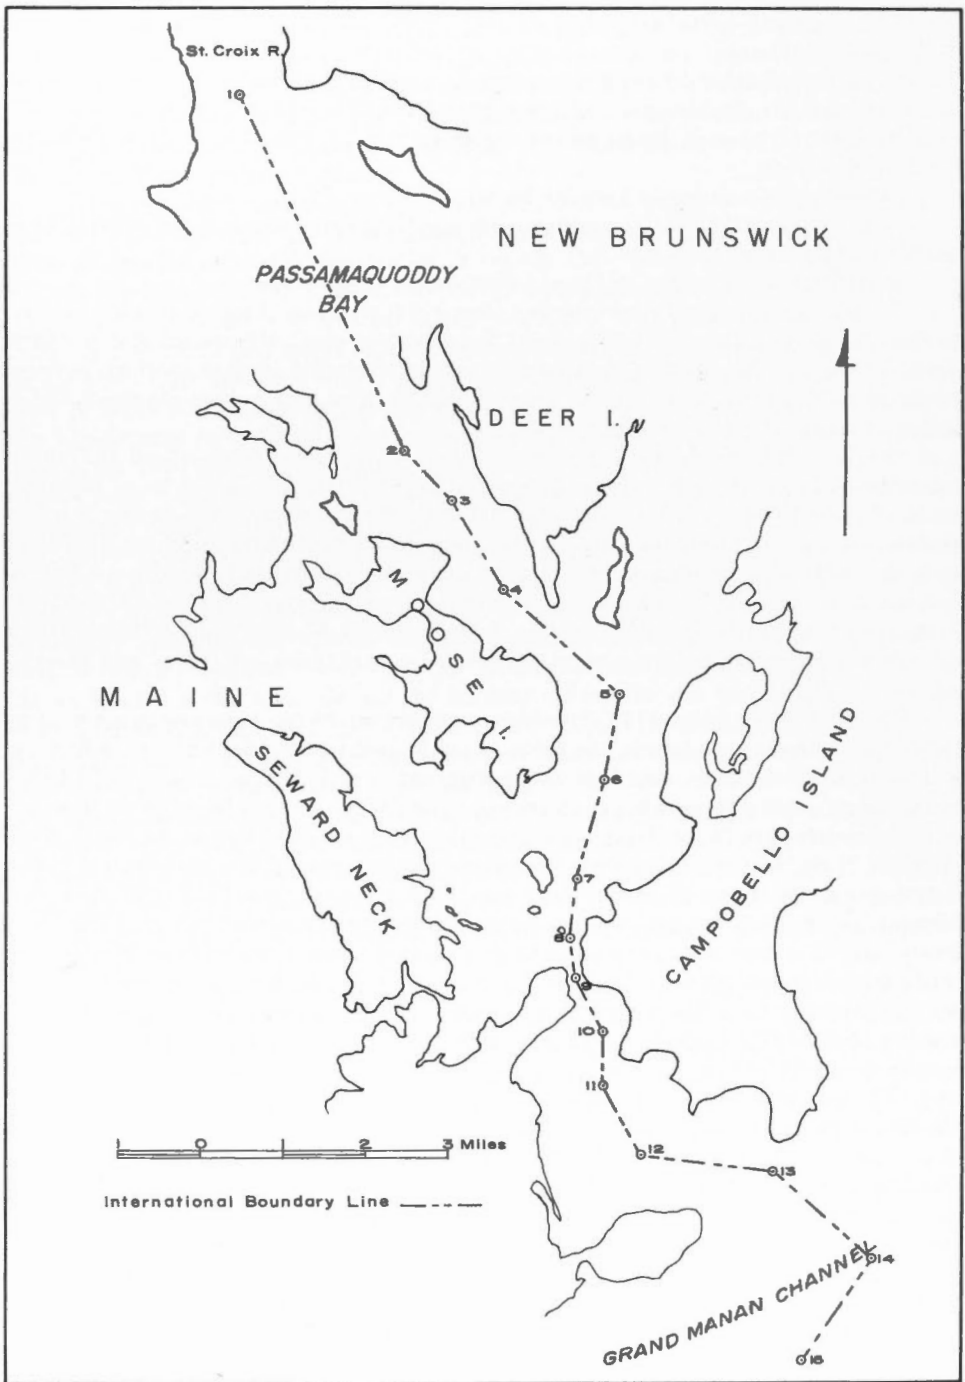 St. Croix R.
1
PASSAMAQUODDY
BAY
NEW BRUNSWICK
DEER I.
2
3
4
MOOSE I.
MAINE
5
SEWARD NECK
6
CAMPOBELLO ISLAND
7
8
9
10
11
12
13
14
1 0 1 2 3 Miles
International Boundary Line
GRAND MANAN CHANNEL
15